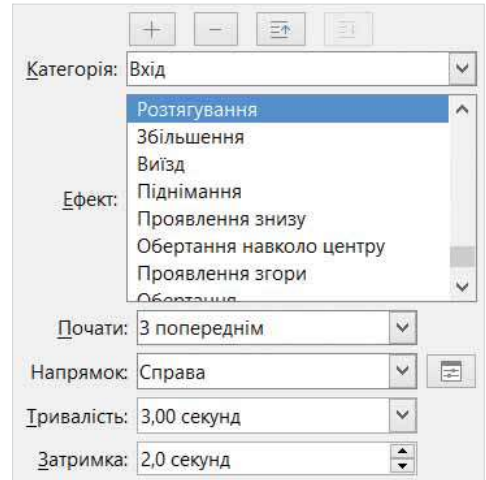 Категорія: Вхід
Розтягування
Збільшення
Виїзд
Ефект: Піднімання
Проявлення знизу
Обертання навколо центру
Проявлення згори
Обертання
Почати: З попереднім
Напрямок: Справа
Тривалість: 3,00 секунд
Затримка: 2,0 секунд